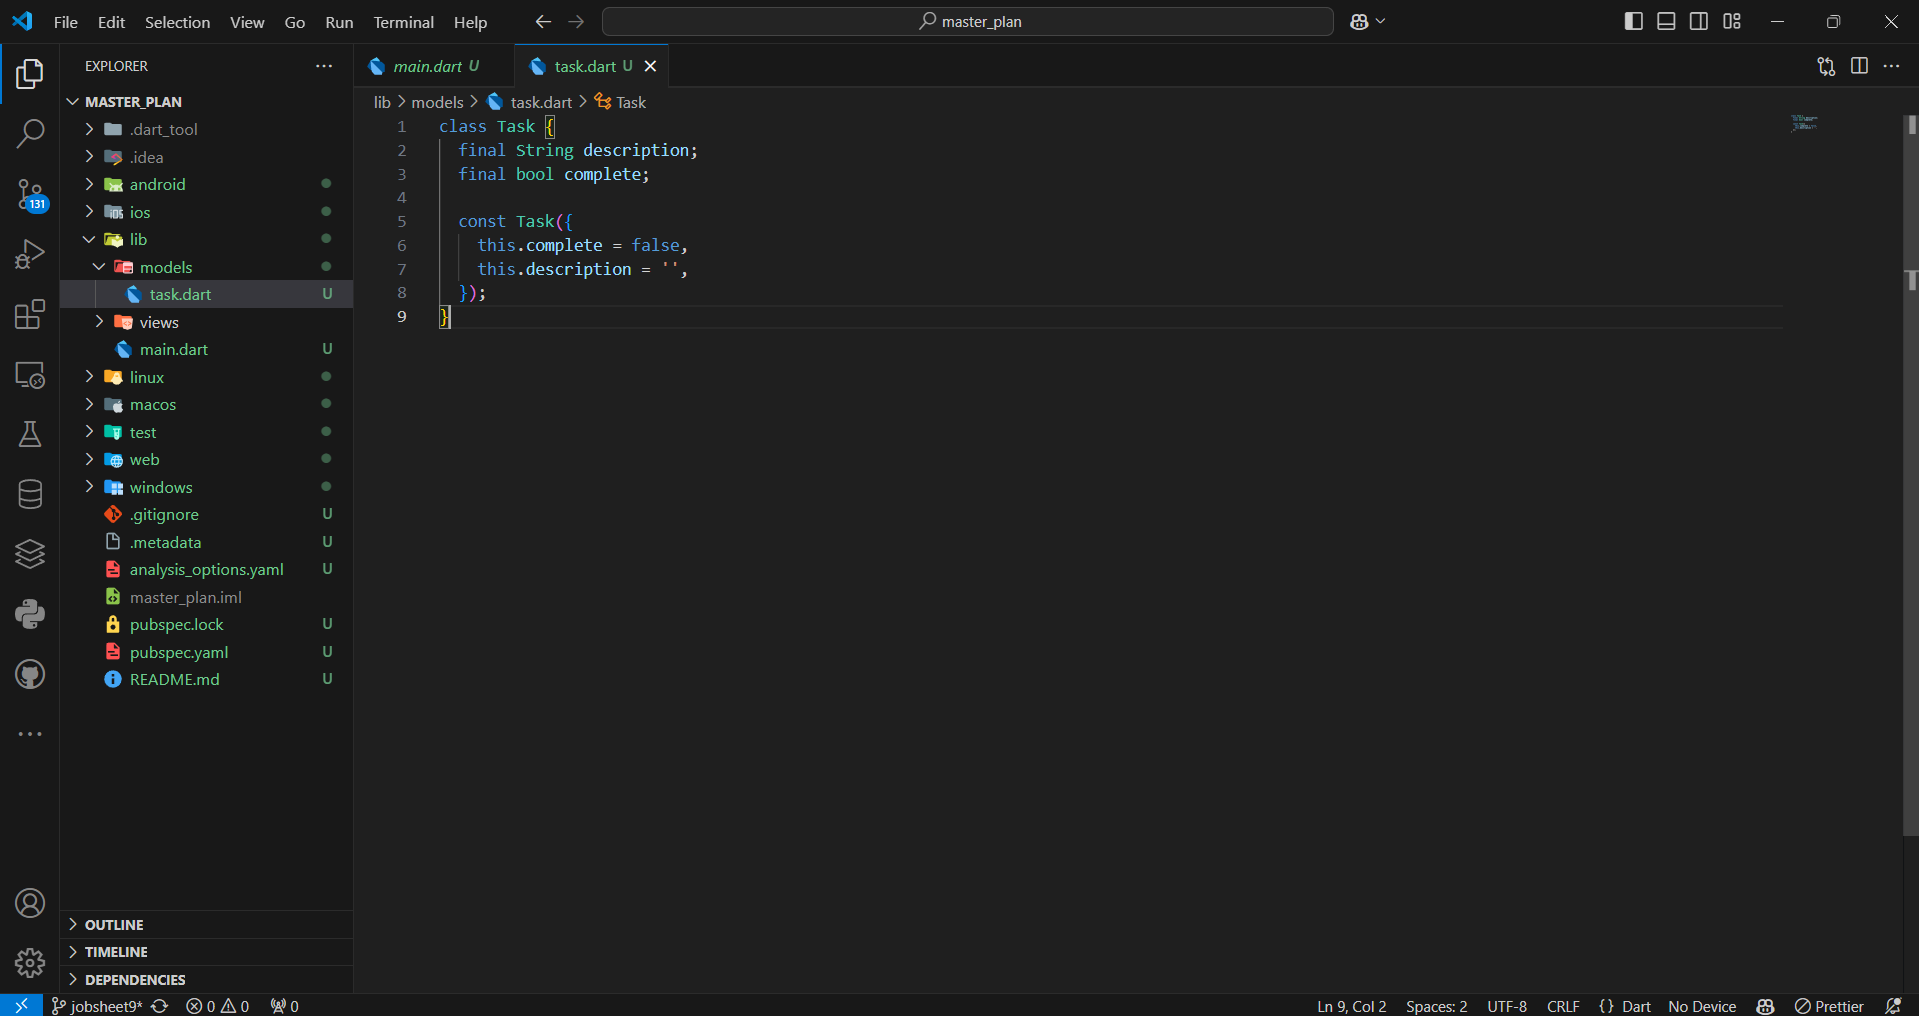 File Edit Selection View Go Run Terminal Help master_plan
EXPLORER
main.dart U
task.dart U
MASTER_PLAN
lib > models > task.dart > Task
.dart_tool
.idea
android
ios
lib
models
task.dart U
views
main.dart U
linux
macos
test
web
windows
.gitignore U
.metadata U
analysis_options.yaml U
master_plan.iml
pubspec.lock U
pubspec.yaml U
README.md U
131
OUTLINE
TIMELINE
DEPENDENCIES
1 class Task {
2 final String description;
3 final bool complete;
4
5 const Task({
6 this.complete = false,
7 this.description = '',
8 });
9 }
jobsheet9* 0 0 0 Ln 9, Col 2 Spaces: 2 UTF-8 CRLF {} Dart No Device Prettier